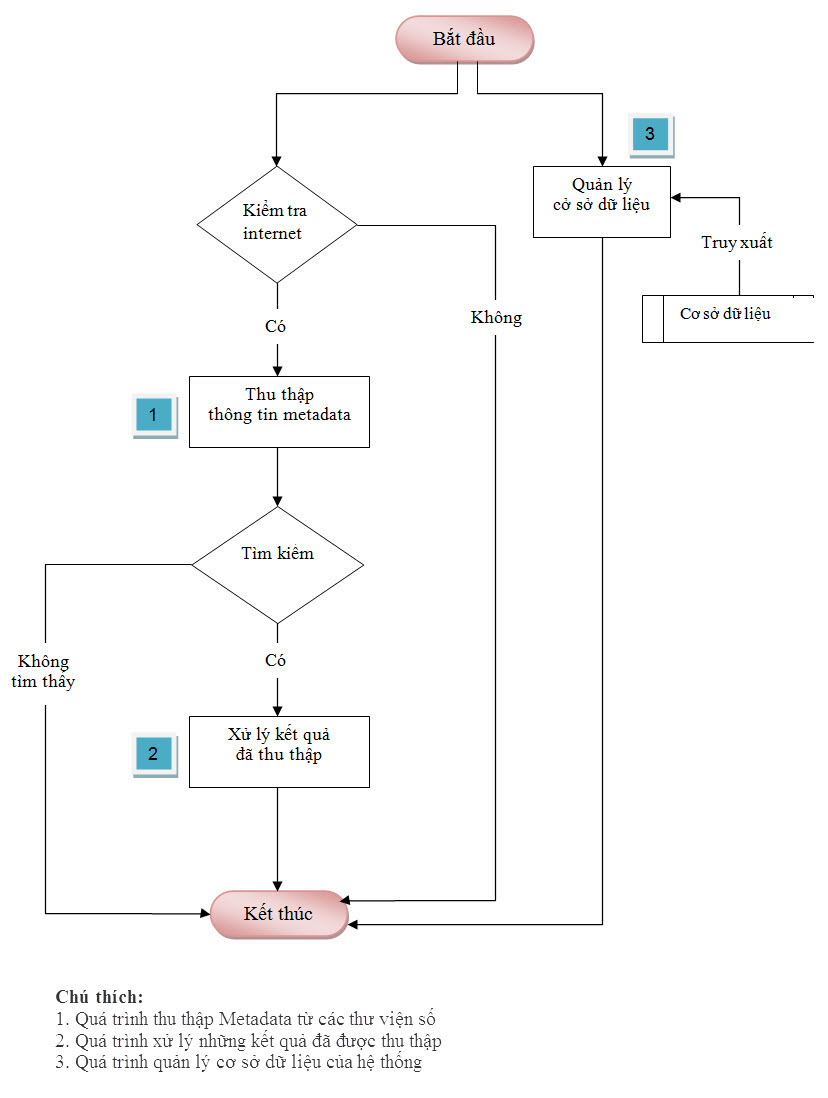 Bắt đầu
3
Quản lý
cở sở dữ liệu
Kiểm tra
internet
Truy xuất
Cơ sở dữ liệu
Không
Có
1
Thu thập
thông tin metadata
Tìm kiếm
Không
tìm thấy
Có
2
Xử lý kết quả
đã thu thập
Kết thúc
Chú thích:
1. Quá trình thu thập Metadata từ các thư viện số
2. Quá trình xử lý những kết quả đã được thu thập
3. Quá trình quản lý cơ sở dữ liệu của hệ thống